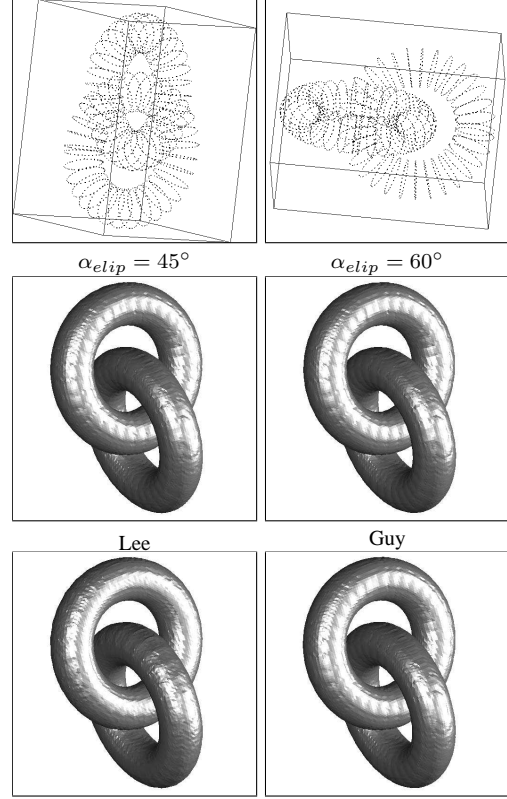 α_elip = 45° α_elip = 60°
Lee Guy